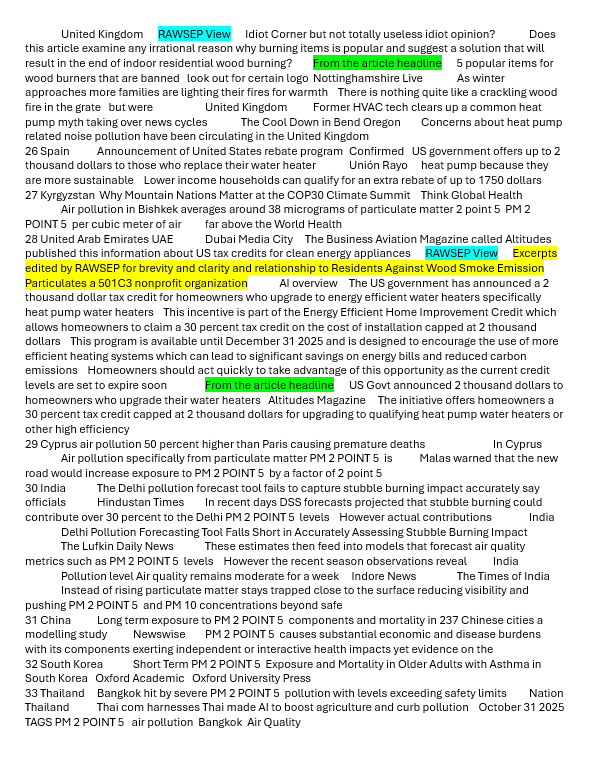 United Kingdom RAWSEP View Idiot Corner but not totally useless idiot opinion? Does
this article examine any irrational reason why burning items is popular and suggest a solution that will
result in the end of indoor residential wood burning? From the article headline 5 popular items for
wood burners that are banned look out for certain logo Nottinghamshire Live As winter
approaches more families are lighting their fires for warmth There is nothing quite like a crackling wood
fire in the grate but were United Kingdom Former HVAC tech clears up a common heat
pump myth taking over news cycles The Cool Down in Bend Oregon Concerns about heat pump
related noise pollution have been circulating in the United Kingdom
26 Spain Announcement of United States rebate program Confirmed US government offers up to 2
thousand dollars to those who replace their water heater Unión Rayo heat pump because they
are more sustainable Lower income households can qualify for an extra rebate of up to 1750 dollars
27 Kyrgyzstan Why Mountain Nations Matter at the COP30 Climate Summit Think Global Health
Air pollution in Bishkek averages around 38 micrograms of particulate matter 2 point 5 PM 2
POINT 5 per cubic meter of air far above the World Health
28 United Arab Emirates UAE Dubai Media City The Business Aviation Magazine called Altitudes
published this information about US tax credits for clean energy appliances RAWSEP View Excerpts
edited by RAWSEP for brevity and clarity and relationship to Residents Against Wood Smoke Emission
Particulates a 501C3 nonprofit organization AI overview The US government has announced a 2
thousand dollar tax credit for homeowners who upgrade to energy efficient water heaters specifically
heat pump water heaters This incentive is part of the Energy Efficient Home Improvement Credit which
allows homeowners to claim a 30 percent tax credit on the cost of installation capped at 2 thousand
dollars This program is available until December 31 2025 and is designed to encourage the use of more
efficient heating systems which can lead to significant savings on energy bills and reduced carbon
emissions Homeowners should act quickly to take advantage of this opportunity as the current credit
levels are set to expire soon From the article headline US Govt announced 2 thousand dollars to
homeowners who upgrade their water heaters Altitudes Magazine The initiative offers homeowners a
30 percent tax credit capped at 2 thousand dollars for upgrading to qualifying heat pump water heaters or
other high efficiency
29 Cyprus air pollution 50 percent higher than Paris causing premature deaths In Cyprus
Air pollution specifically from particulate matter PM 2 POINT 5 is Malas warned that the new
road would increase exposure to PM 2 POINT 5 by a factor of 2 point 5
30 India The Delhi pollution forecast tool fails to capture stubble burning impact accurately say
officials Hindustan Times In recent days DSS forecasts projected that stubble burning could
contribute over 30 percent to the Delhi PM 2 POINT 5 levels However actual contributions India
Delhi Pollution Forecasting Tool Falls Short in Accurately Assessing Stubble Burning Impact
The Lufkin Daily News These estimates then feed into models that forecast air quality
metrics such as PM 2 POINT 5 levels However the recent season observations reveal India
Pollution level Air quality remains moderate for a week Indore News The Times of India
Instead of rising particulate matter stays trapped close to the surface reducing visibility and
pushing PM 2 POINT 5 and PM 10 concentrations beyond safe
31 China Long term exposure to PM 2 POINT 5 components and mortality in 237 Chinese cities a
modelling study Newswise PM 2 POINT 5 causes substantial economic and disease burdens
with its components exerting independent or interactive health impacts yet evidence on the
32 South Korea Short Term PM 2 POINT 5 Exposure and Mortality in Older Adults with Asthma in
South Korea Oxford Academic Oxford University Press
33 Thailand Bangkok hit by severe PM 2 POINT 5 pollution with levels exceeding safety limits Nation
Thailand Thai com harnesses Thai made AI to boost agriculture and curb pollution October 31 2025
TAGS PM 2 POINT 5 air pollution Bangkok Air Quality